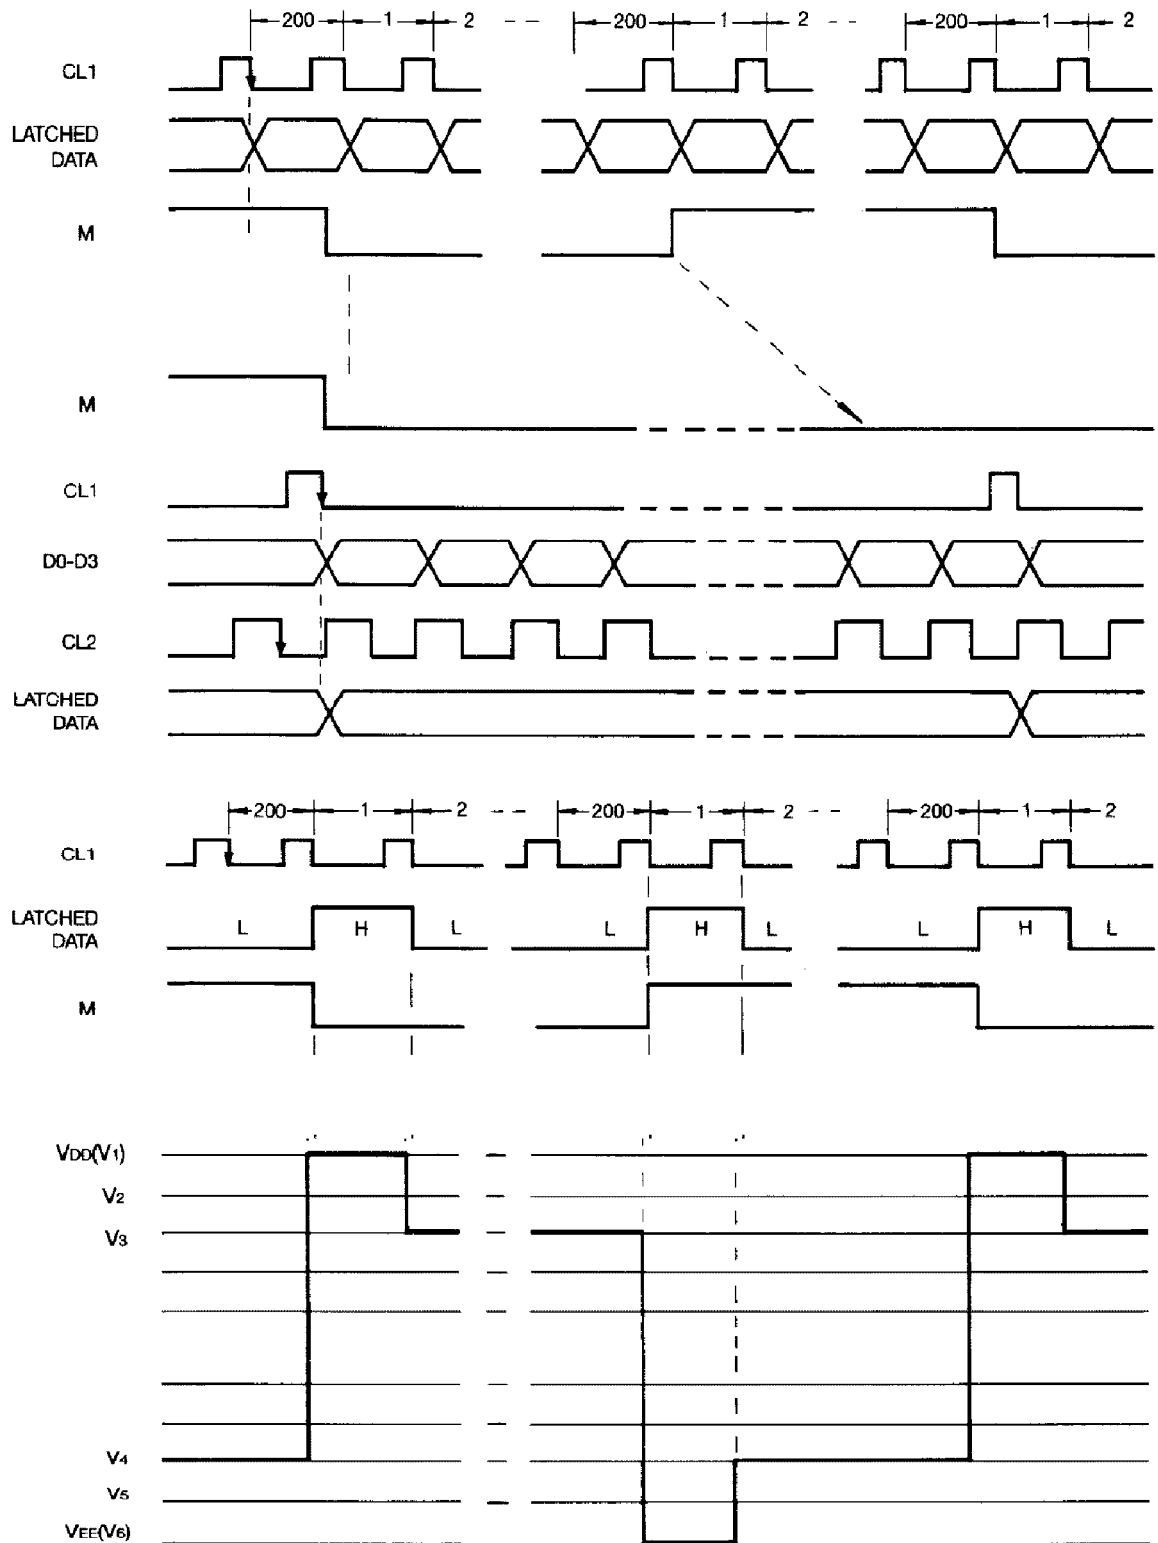 200 1 2 200 1 2 200 1 2
CL1
LATCHED
DATA
M
M
CL1
D0-D3
CL2
LATCHED
DATA
200 1 2 200 1 2 200 1 2
CL1
LATCHED
DATA
L H L L H L L H L
M
VDD(V1)
V2
V3
V4
V5
VEE(V6)